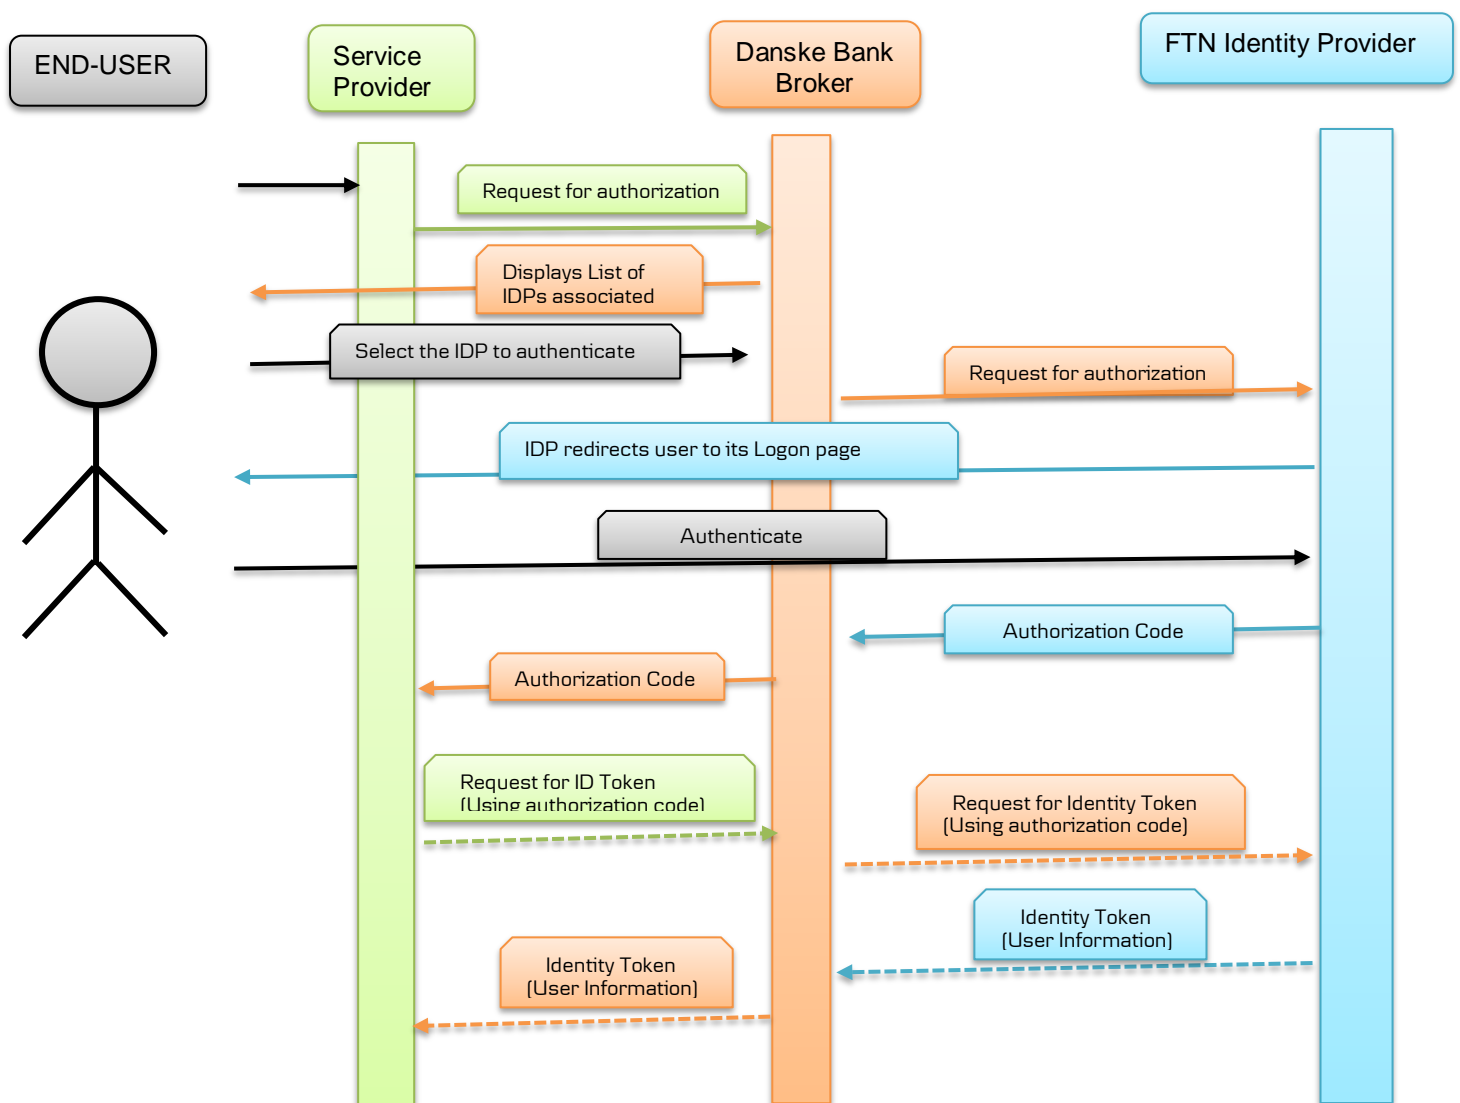 END-USER
Service
Provider
Danske Bank
Broker
FTN Identity Provider
Request for authorization
Displays List of
IDPs associated
Select the IDP to authenticate
Request for authorization
IDP redirects user to its Logon page
Authenticate
Authorization Code
Authorization Code
Request for ID Token
(Using authorization code)
Request for Identity Token
(Using authorization code)
Identity Token
(User Information)
Identity Token
(User Information)